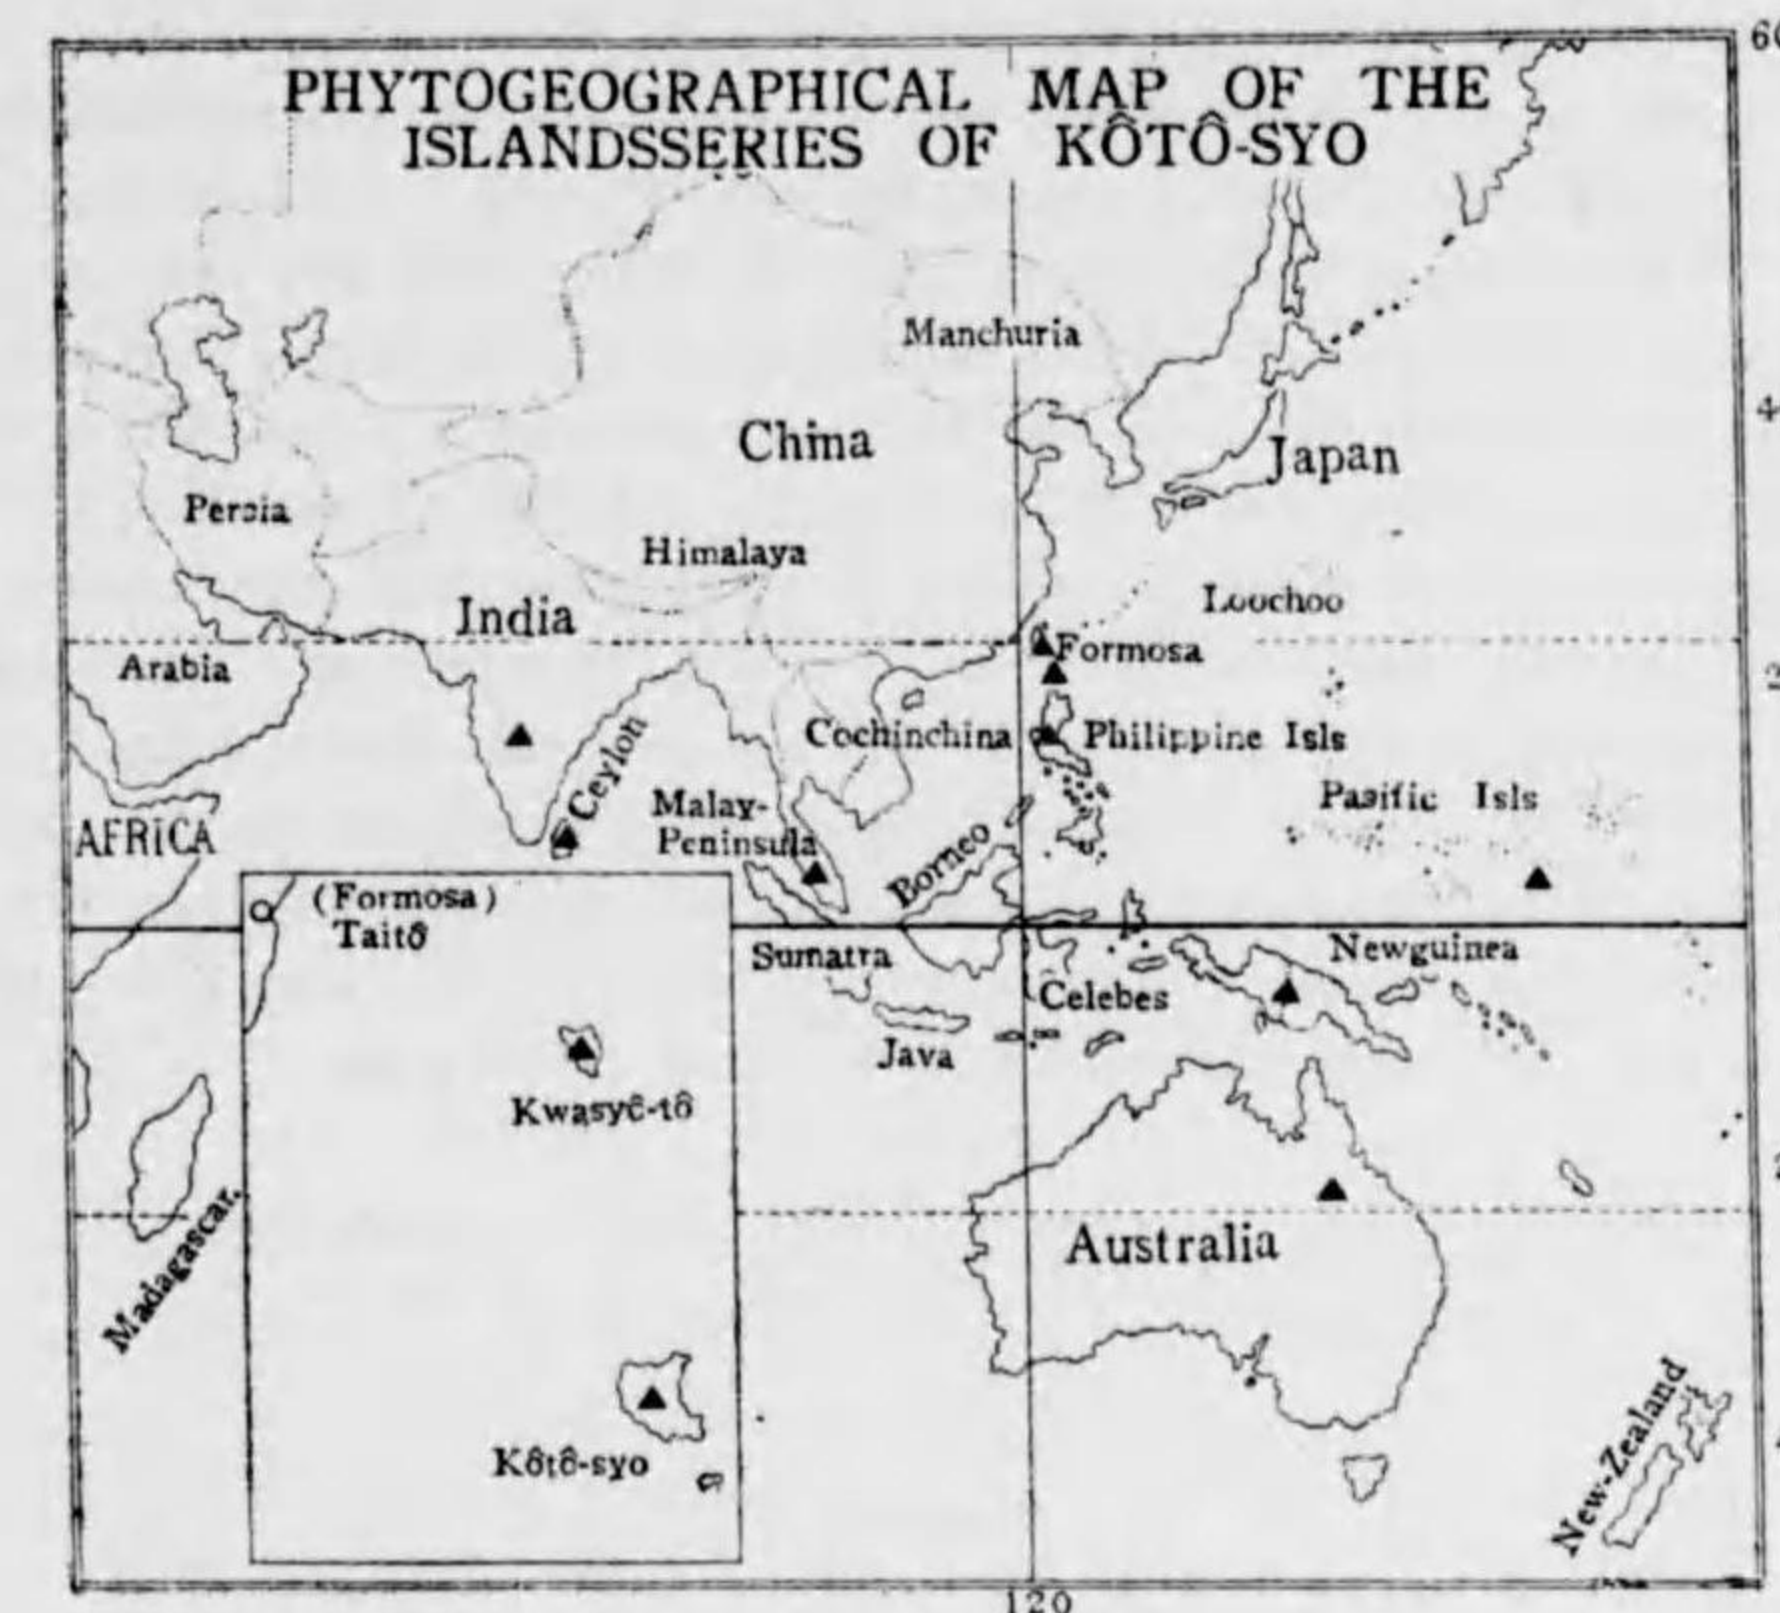 PHYTOGEOGRAPHICAL MAP OF THE
ISLANDSSERIES OF KÔTÔ-SYO
Manchuria
China
Japan
Persia
Himalaya
India
Loochoo
Arabia
Formosa
Cochinchina
Philippine Isls
Ceylon
Malay-
Peninsula
Pasific Isls
AFRICA
Borneo
(Formosa)
Taitô
Sumatra
Newguinea
Celebes
Java
Kwasyô-tô
Madagascar.
Australia
Kôtô-syo
New-Zealand
120